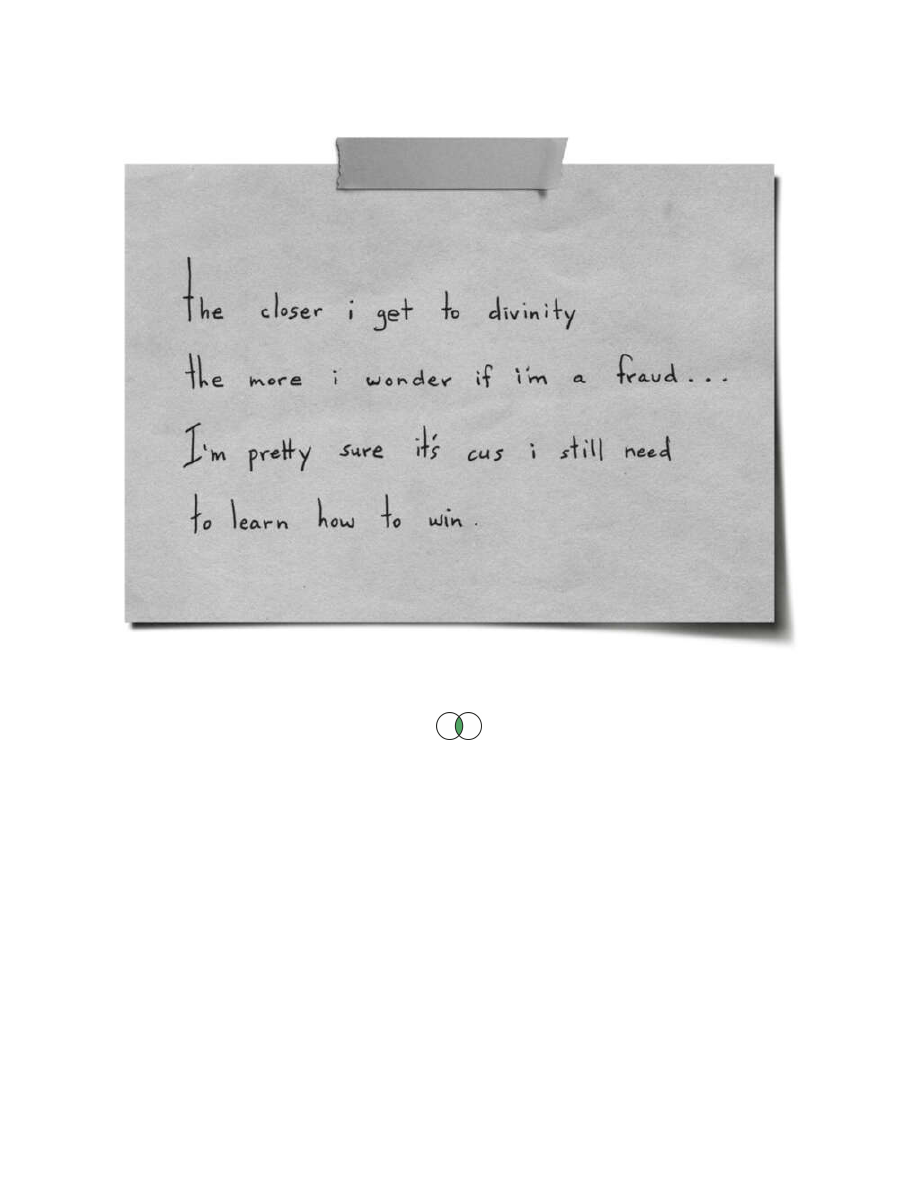 the closer i get to divinity
the more i wonder if i'm a fraud...
I'm pretty sure it's cus i still need
to learn how to win.